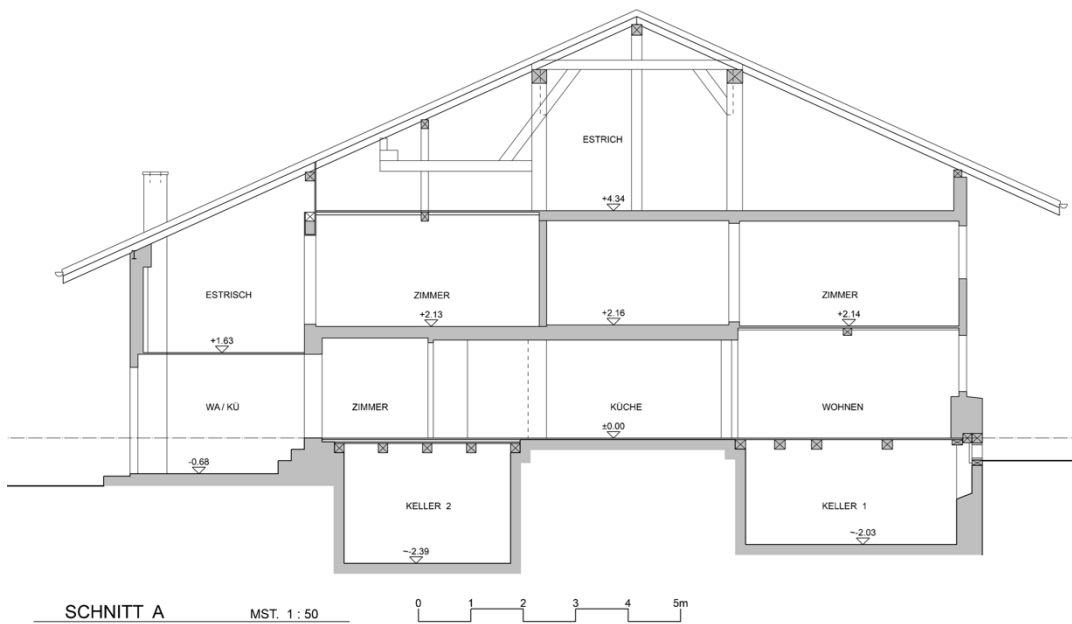 ESTRICH
+4.34
ESTRISCH
ZIMMER
ZIMMER
+1.63
+2.13
+2.16
+2.14
WA / KÜ
ZIMMER
KÜCHE
WOHNEN
±0.00
-0.68
KELLER 2
KELLER 1
~-2.39
~-2.03
SCHNITT A MST. 1 : 50
0 1 2 3 4 5m